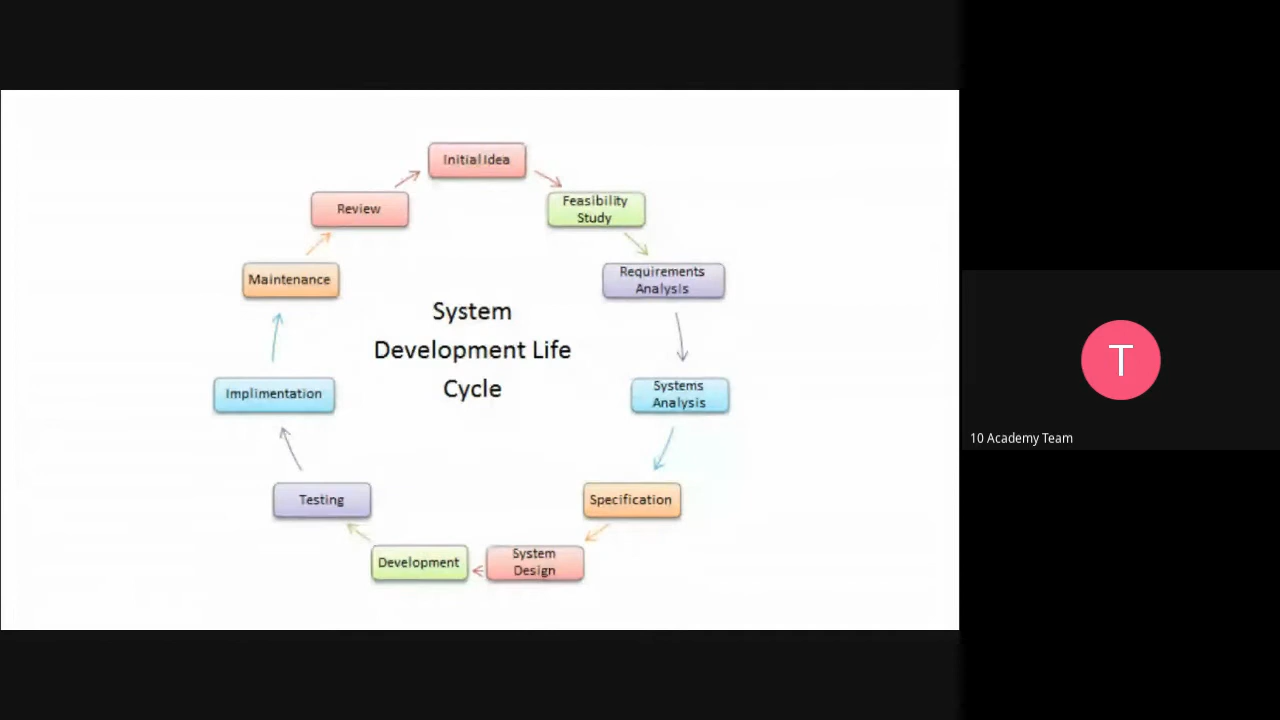 Initial Idea
Feasibility
Study
Requirements
Analysis
Systems
Analysis
Specification
System
Design
Development
Testing
Implimentation
Maintenance
Review
System
Development Life
Cycle
T
10 Academy Team